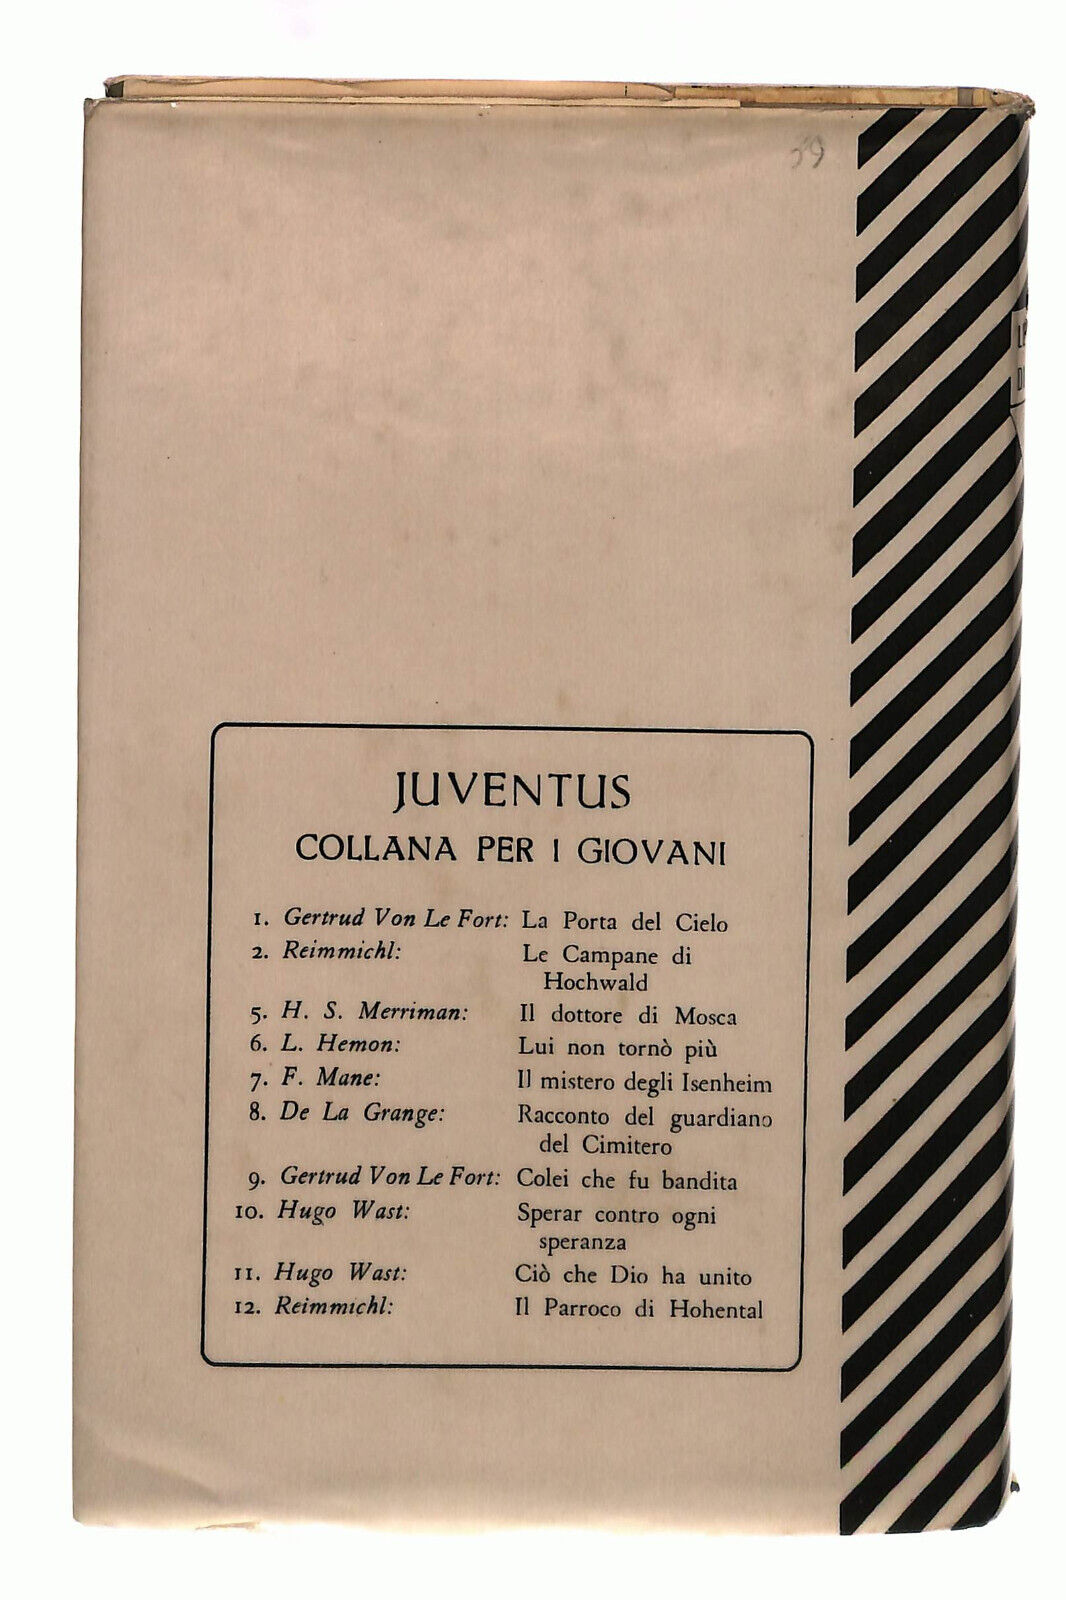 JUVENTUS
COLLANA PER I GIOVANI
1. Gertrud Von Le Fort: La Porta del Cielo
2. Reimmichl: Le Campane di
Hochwald
5. H. S. Merriman: Il dottore di Mosca
6. L. Hemon: Lui non tornò più
7. F. Mane: Il mistero degli Isenheim
8. De La Grange: Racconto del guardiano
del Cimitero
9. Gertrud Von Le Fort: Colei che fu bandita
10. Hugo Wast: Sperar contro ogni
speranza
11. Hugo Wast: Ciò che Dio ha unito
12. Reimmichl: Il Parroco di Hohental